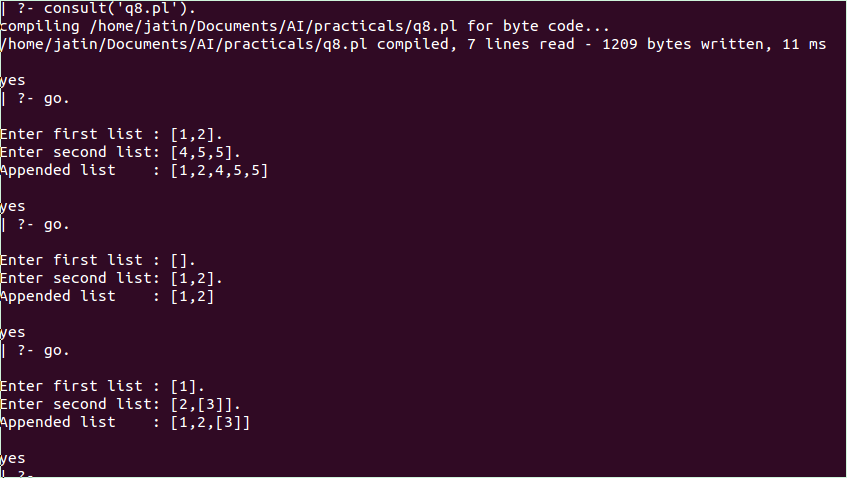 | ?- consult('q8.pl').
compiling /home/jatin/Documents/AI/practicals/q8.pl for byte code...
/home/jatin/Documents/AI/practicals/q8.pl compiled, 7 lines read - 1209 bytes written, 11 ms
yes
| ?- go.
Enter first list : [1,2].
Enter second list: [4,5,5].
Appended list    : [1,2,4,5,5]
yes
| ?- go.
Enter first list : [].
Enter second list: [1,2].
Appended list    : [1,2]
yes
| ?- go.
Enter first list : [1].
Enter second list: [2,[3]].
Appended list    : [1,2,[3]]
yes
| ?-